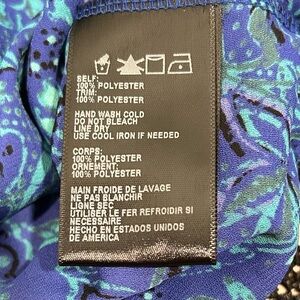 SELF:
100% POLYESTER
TRIM:
100% POLYESTER
HAND WASH COLD
DO NOT BLEACH
LINE DRY
USE COOL IRON IF NEEDED
CORPS:
100% POLYESTER
ORNEMENT:
100% POLYESTER
MAIN FROIDE DE LAVAGE
NE PAS BLANCHIR
LIGNE SEC
UTILISER LE FER REFROIDIR SI
NECESSAIRE
HECHO EN ESTADOS UNIDOS
DE AMERICA